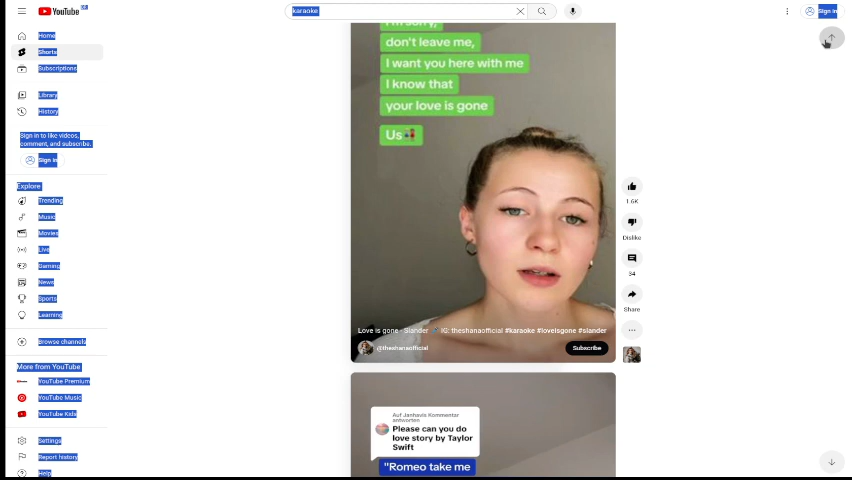 YouTube
karaoke
Sign in
Home
Shorts
Subscriptions
Library
History
Sign in to like videos,
comment, and subscribe.
Sign in
Explore
Trending
Music
Movies
Live
Gaming
News
Sports
Learning
Browse channels
More from YouTube
YouTube Premium
YouTube Music
YouTube Kids
Settings
Report history
Help
I'm sorry,
don't leave me,
I want you here with me
I know that
your love is gone
Us
Love is gone - Slander 🎤 IG: theshanaofficial #karaoke #loveisgone #slander
@theshanaofficial
Subscribe
1.6K
Dislike
34
Share
Auf Janhavis Kommentar
antworten
Please can you do
love story by Taylor
Swift
"Romeo take me